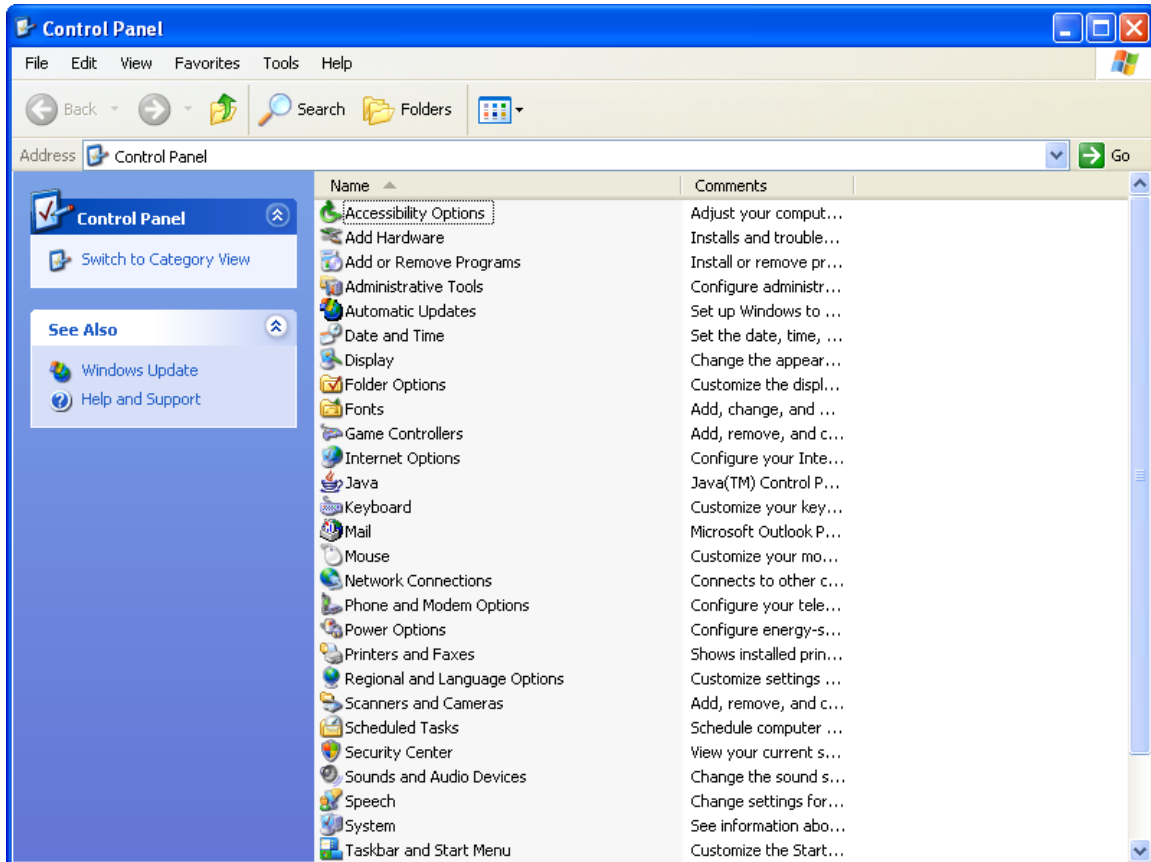 Control Panel
File Edit View Favorites Tools Help
Back Search Folders
Address Control Panel Go
Control Panel
Switch to Category View
See Also
Windows Update
Help and Support
Name Comments
Accessibility Options Adjust your comput...
Add Hardware Installs and trouble...
Add or Remove Programs Install or remove pr...
Administrative Tools Configure administr...
Automatic Updates Set up Windows to ...
Date and Time Set the date, time, ...
Display Change the appear...
Folder Options Customize the displ...
Fonts Add, change, and ...
Game Controllers Add, remove, and c...
Internet Options Configure your Inte...
Java Java(TM) Control P...
Keyboard Customize your key...
Mail Microsoft Outlook P...
Mouse Customize your mo...
Network Connections Connects to other c...
Phone and Modem Options Configure your tele...
Power Options Configure energy-s...
Printers and Faxes Shows installed prin...
Regional and Language Options Customize settings ...
Scanners and Cameras Add, remove, and c...
Scheduled Tasks Schedule computer ...
Security Center View your current s...
Sounds and Audio Devices Change the sound s...
Speech Change settings for...
System See information abo...
Taskbar and Start Menu Customize the Start...